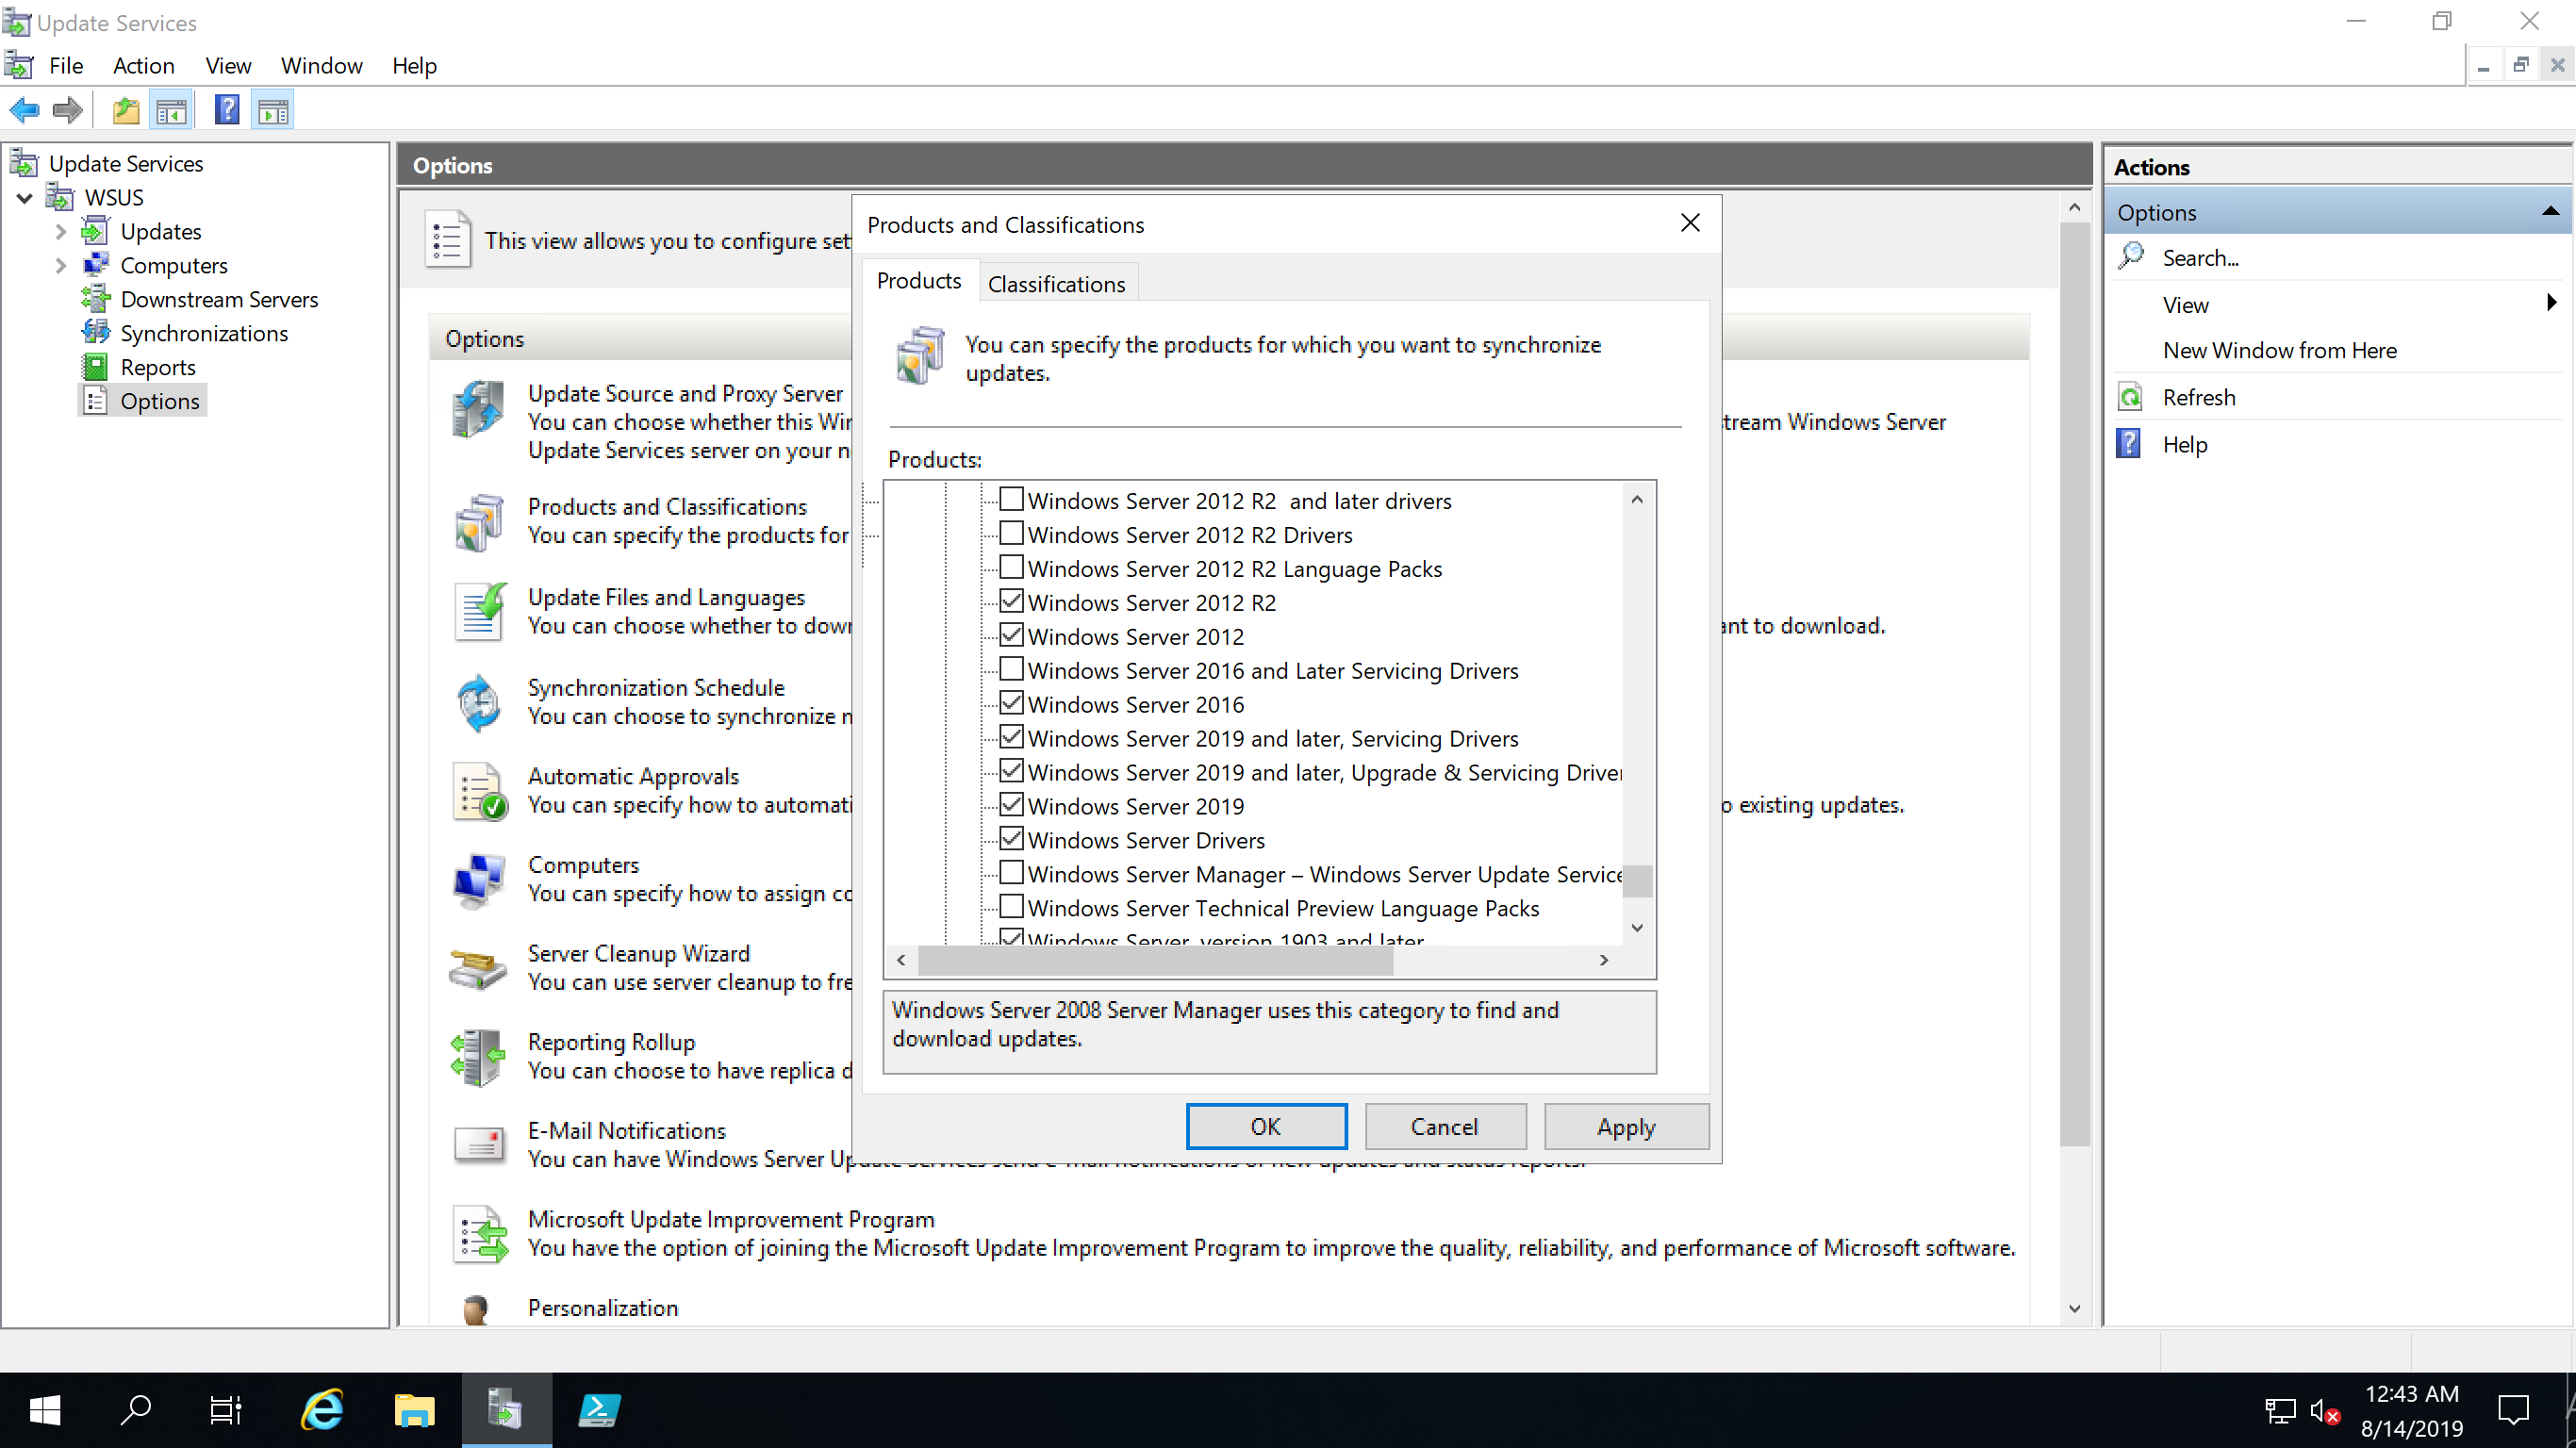 Update Services
File Action View Window Help
Update Services
WSUS
Updates
Computers
Downstream Servers
Synchronizations
Reports
Options
Options
This view allows you to configure set
Options
Update Source and Proxy Server
You can choose whether this Wir
tream Windows Server
Update Services server on your n
Products and Classifications
You can specify the products for
Update Files and Languages
You can choose whether to dowr
ant to download.
Synchronization Schedule
You can choose to synchronize n
Automatic Approvals
You can specify how to automati
o existing updates.
Computers
You can specify how to assign co
Server Cleanup Wizard
You can use server cleanup to fre
Reporting Rollup
You can choose to have replica d
E-Mail Notifications
You can have Windows Server Update Services send e-mail notifications of new updates and status reports.
Microsoft Update Improvement Program
You have the option of joining the Microsoft Update Improvement Program to improve the quality, reliability, and performance of Microsoft software.
Personalization
Products and Classifications
Products Classifications
You can specify the products for which you want to synchronize
updates.
Products:
Windows Server 2012 R2  and later drivers
Windows Server 2012 R2 Drivers
Windows Server 2012 R2 Language Packs
Windows Server 2012 R2
Windows Server 2012
Windows Server 2016 and Later Servicing Drivers
Windows Server 2016
Windows Server 2019 and later, Servicing Drivers
Windows Server 2019 and later, Upgrade & Servicing Driver
Windows Server 2019
Windows Server Drivers
Windows Server Manager – Windows Server Update Service
Windows Server Technical Preview Language Packs
Windows Server, version 1903 and later
Windows Server 2008 Server Manager uses this category to find and
download updates.
OK Cancel Apply
Actions
Options
Search...
View
New Window from Here
Refresh
Help
12:43 AM
8/14/2019